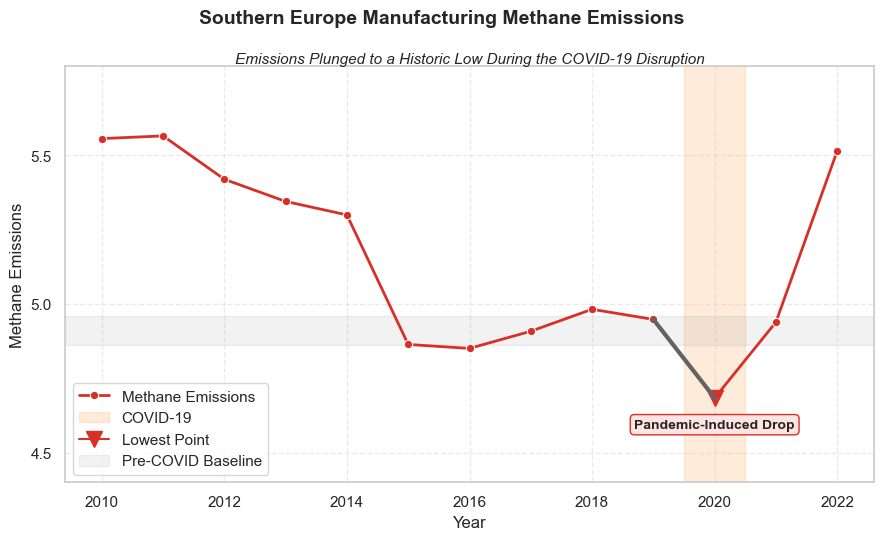 Southern Europe Manufacturing Methane Emissions
Emissions Plunged to a Historic Low During the COVID-19 Disruption
Methane Emissions
5.5
5.0
4.5
Pandemic-Induced Drop
Methane Emissions
COVID-19
Lowest Point
Pre-COVID Baseline
2010
2012
2014
2016
2018
2020
2022
Year